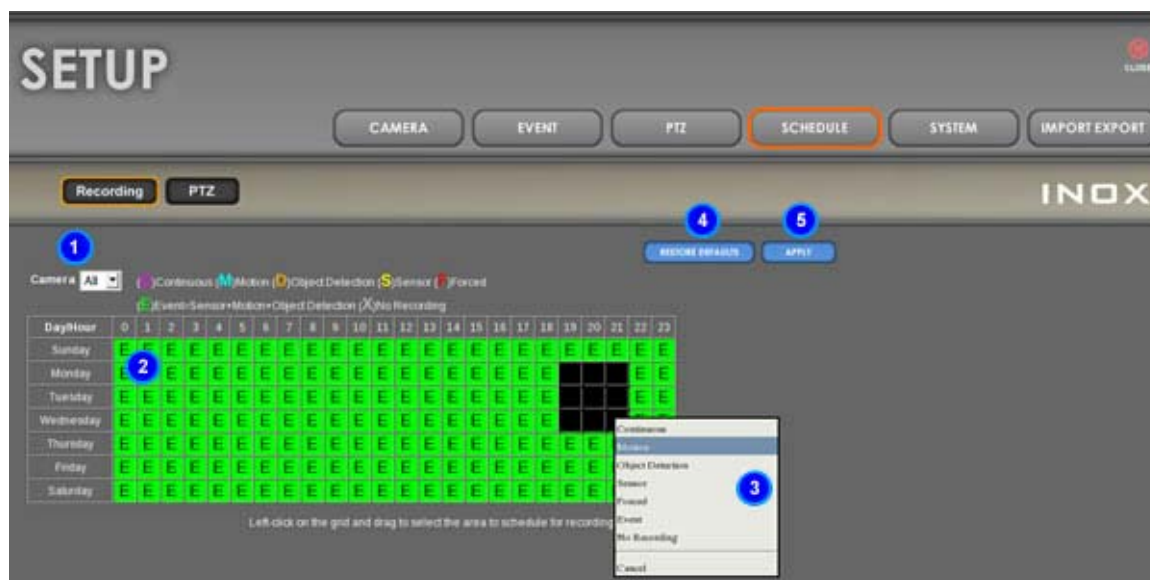 SETUP
CLOSE
CAMERA EVENT PTZ SCHEDULE SYSTEM IMPORT EXPORT
Recording PTZ INOX
1 4 5
RESTORE DEFAULTS APPLY
Camera All ( )Continuous (M)Motion (O)Object Detection (S)Sensor (F)Forced
(E)Event=Sensor+Motion+Object Detection (X)No Recording
Day/Hour 0 1 2 3 4 5 6 7 8 9 10 11 12 13 14 15 16 17 18 19 20 21 22 23
Sunday E E E E E E E E E E E E E E E E E E E E E E E E
Monday E 2 E E E E E E E E E E E E E E E E E E E
Tuesday E E E E E E E E E E E E E E E E E E E E E
Wednesday E E E E E E E E E E E E E E E E E E E E E
Thursday E E E E E E E E E E E E E E E E E E E E E
Friday E E E E E E E E E E E E E E E E E E E E E
Saturday E E E E E E E E E E E E E E E E E E E E E
Left-click on the grid and drag to select the area to schedule for recording
Continuous
Motion
Object Detection
Sensor
3
Forced
Event
No Recording
Cancel